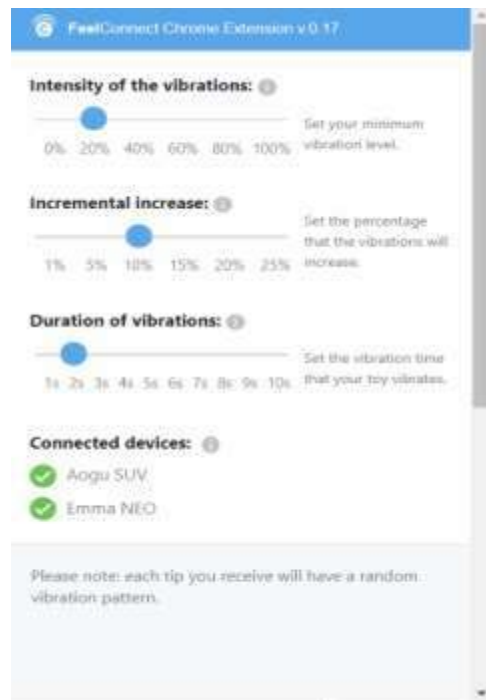 FeelConnect Chrome Extension v 0.17
Intensity of the vibrations:
Set your minimum
vibration level.
0% 20% 40% 60% 80% 100%
Incremental increase:
Set the percentage
that the vibrations will
increase.
1% 5% 10% 15% 20% 25%
Duration of vibrations:
Set the vibration time
that your toy vibrates.
1s 2s 3s 4s 5s 6s 7s 8s 9s 10s
Connected devices:
Aogu SUV
Emma NEO
Please note: each tip you receive will have a random
vibration pattern.